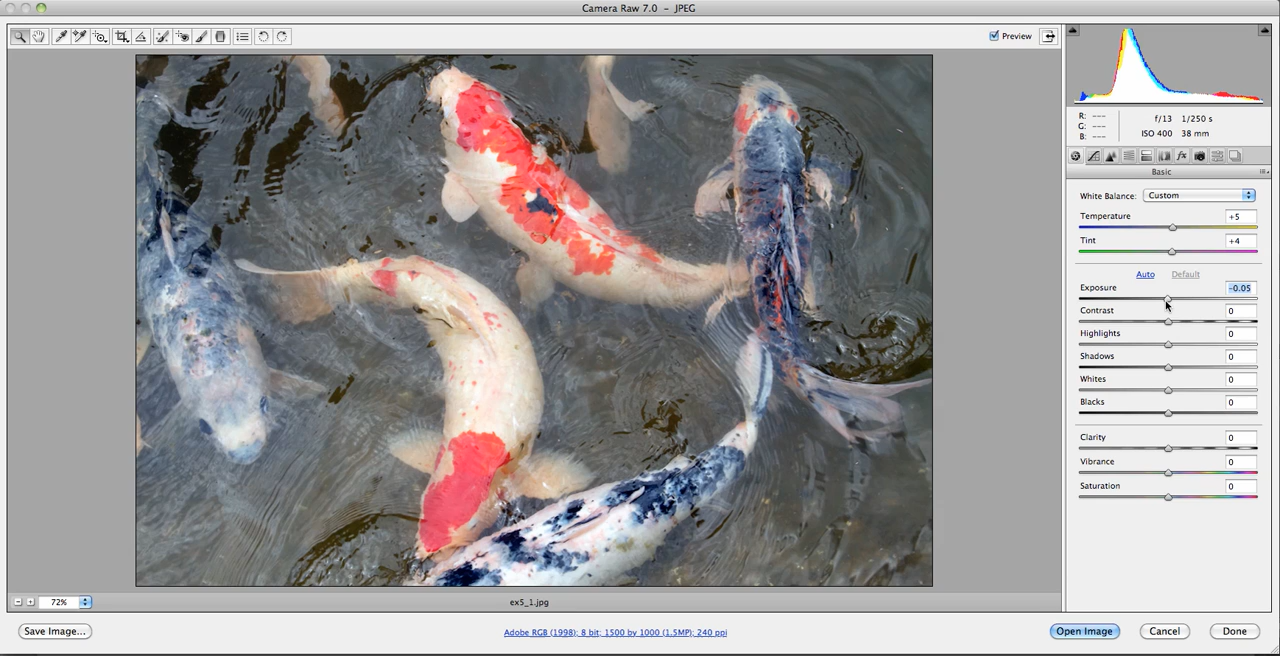 Camera Raw 7.0 – JPEG
Preview
R: ---
G: ---
B: ---
f/13 1/250 s
ISO 400 38 mm
fx
Basic
White Balance: Custom
Temperature +5
Tint +4
Auto Default
Exposure -0.05
Contrast 0
Highlights 0
Shadows 0
Whites 0
Blacks 0
Clarity 0
Vibrance 0
Saturation 0
72%
ex5_1.jpg
Save Image...
Adobe RGB (1998); 8 bit; 1500 by 1000 (1.5MP); 240 ppi
Open Image
Cancel
Done